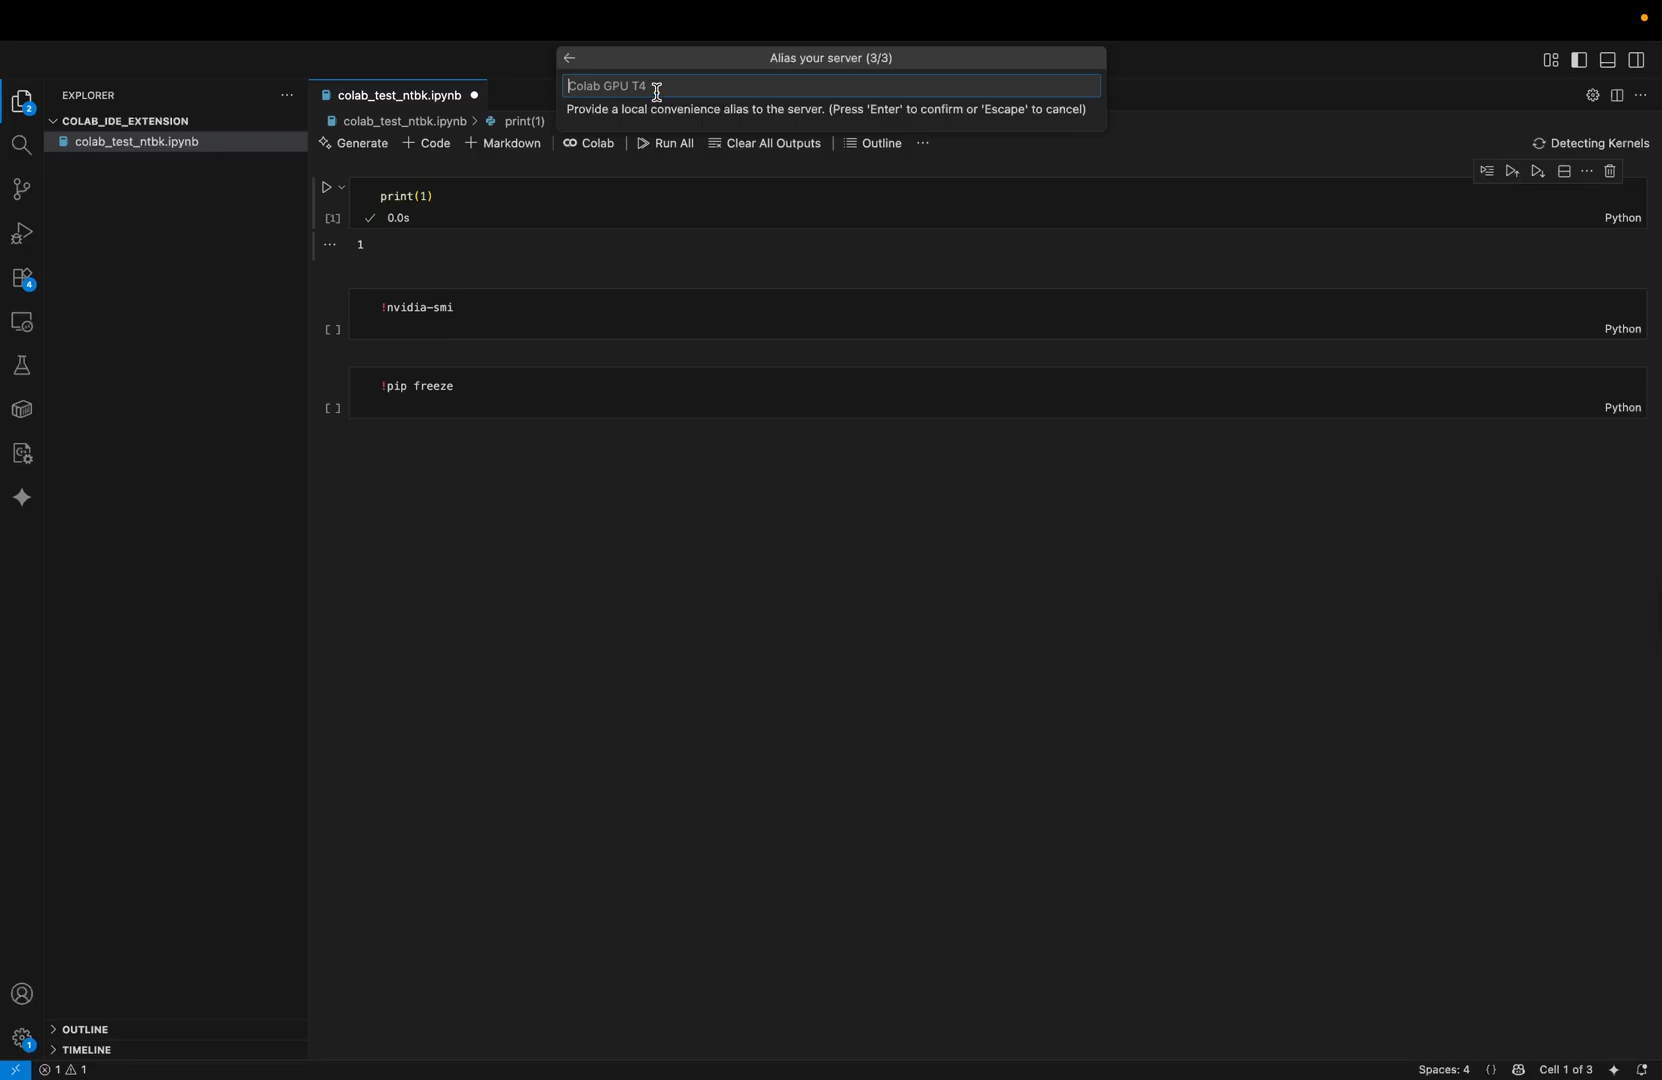 Alias your server (3/3)
Colab GPU T4
Provide a local convenience alias to the server. (Press 'Enter' to confirm or 'Escape' to cancel)
EXPLORER
COLAB_IDE_EXTENSION
colab_test_ntbk.ipynb
OUTLINE
TIMELINE
colab_test_ntbk.ipynb
colab_test_ntbk.ipynb > print(1)
Generate + Code + Markdown Colab Run All Clear All Outputs Outline ... Detecting Kernels
print(1)
[1] 0.0s Python
... 1
!nvidia-smi
[ ] Python
!pip freeze
[ ] Python
2
4
1
1 1 Spaces: 4 {} Cell 1 of 3